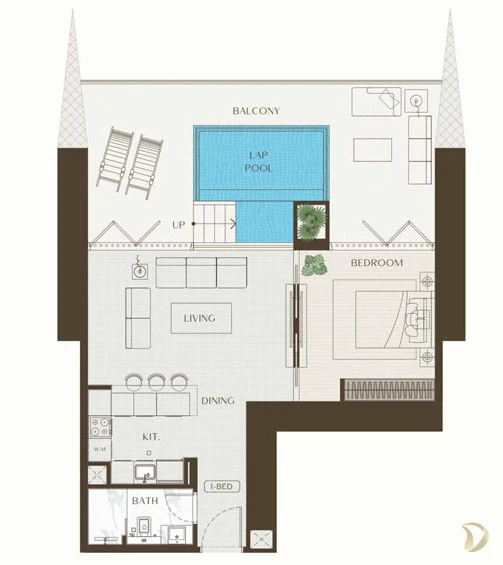 BALCONY
LAP
POOL
UP
BEDROOM
LIVING
DINING
KIT.
W.M
1-BED
BATH